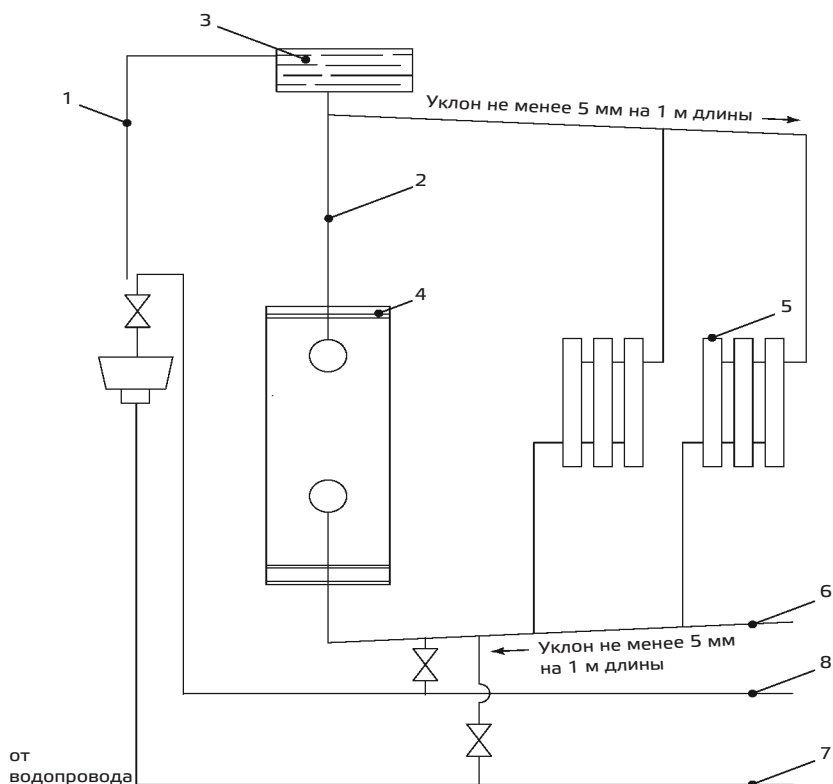 3
1
Уклон не менее 5 мм на 1 м длины
2
4
5
6
Уклон не менее 5 мм
на 1 м длины
8
7
от
водопровода